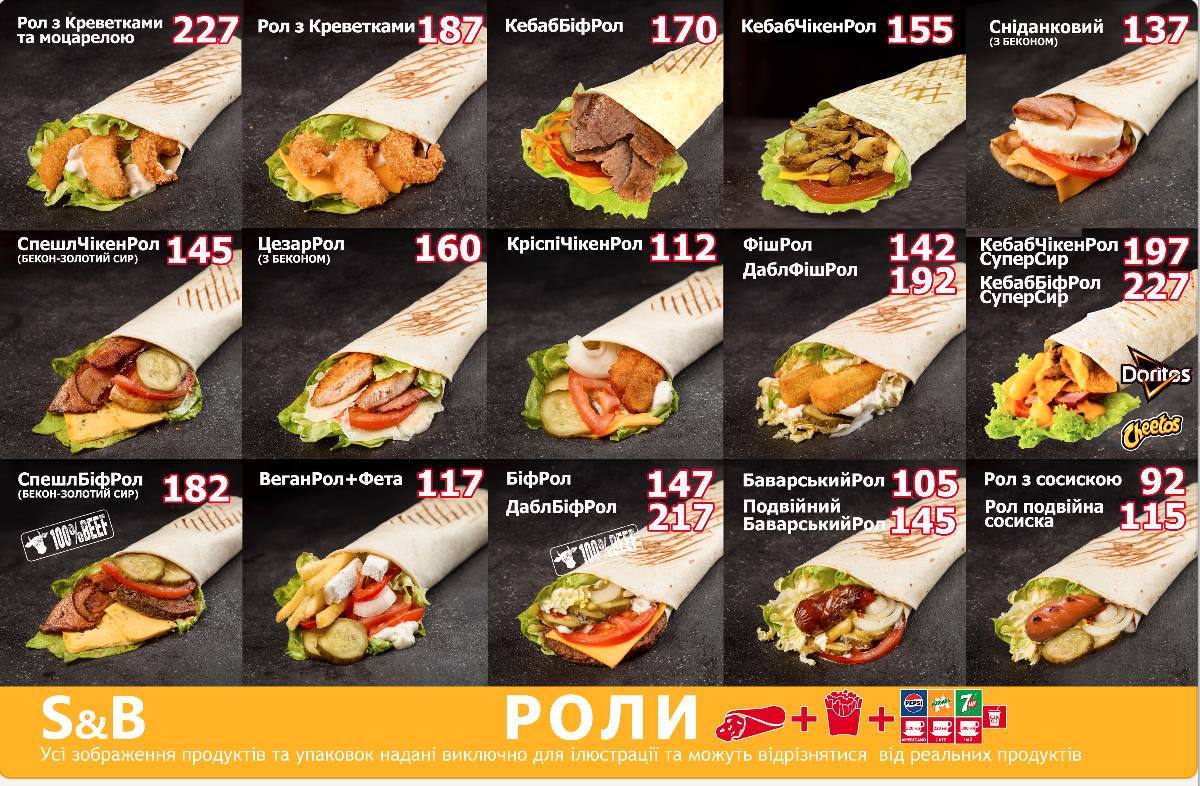 Рол з Креветками
та моцарелою
227
Рол з Креветками
187
КебабБіфРол
170
КебабЧікенРол
155
Сніданковий
(З БЕКОНОМ)
137
СпешлЧікенРол
(БЕКОН-ЗОЛОТИЙ СИР)
145
ЦезарРол
(З БЕКОНОМ)
160
КріспіЧікенРол
112
ФішРол
142
ДаблФішРол
192
КебабЧікенРол
СуперСир
197
КебабБіфРол
СуперСир
227
Doritos
Cheetos
СпешлБіфРол
(БЕКОН-ЗОЛОТИЙ СИР)
182
100%BEEF
ВеганРол+Фета
117
БіфРол
147
ДаблБіфРол
217
100%BEEF
БаварськийРол
105
Подвійний
БаварськийРол
145
Рол з сосискою
92
Рол подвійна
сосиска
115
S&B
РОЛИ
+
+
PEPSI
7UP
Усі зображення продуктів та упаковок надані виключно для ілюстрації та можуть відрізнятися від реальних продуктів